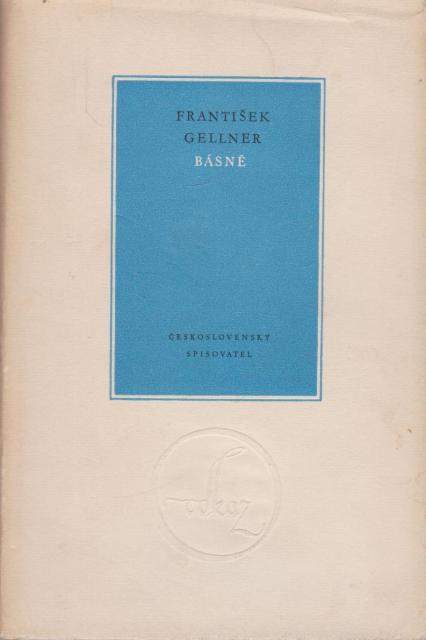 FRANTIŠEK
GELLNER
BÁSNĚ
ČESKOSLOVENSKÝ
SPISOVATEL
odkaz